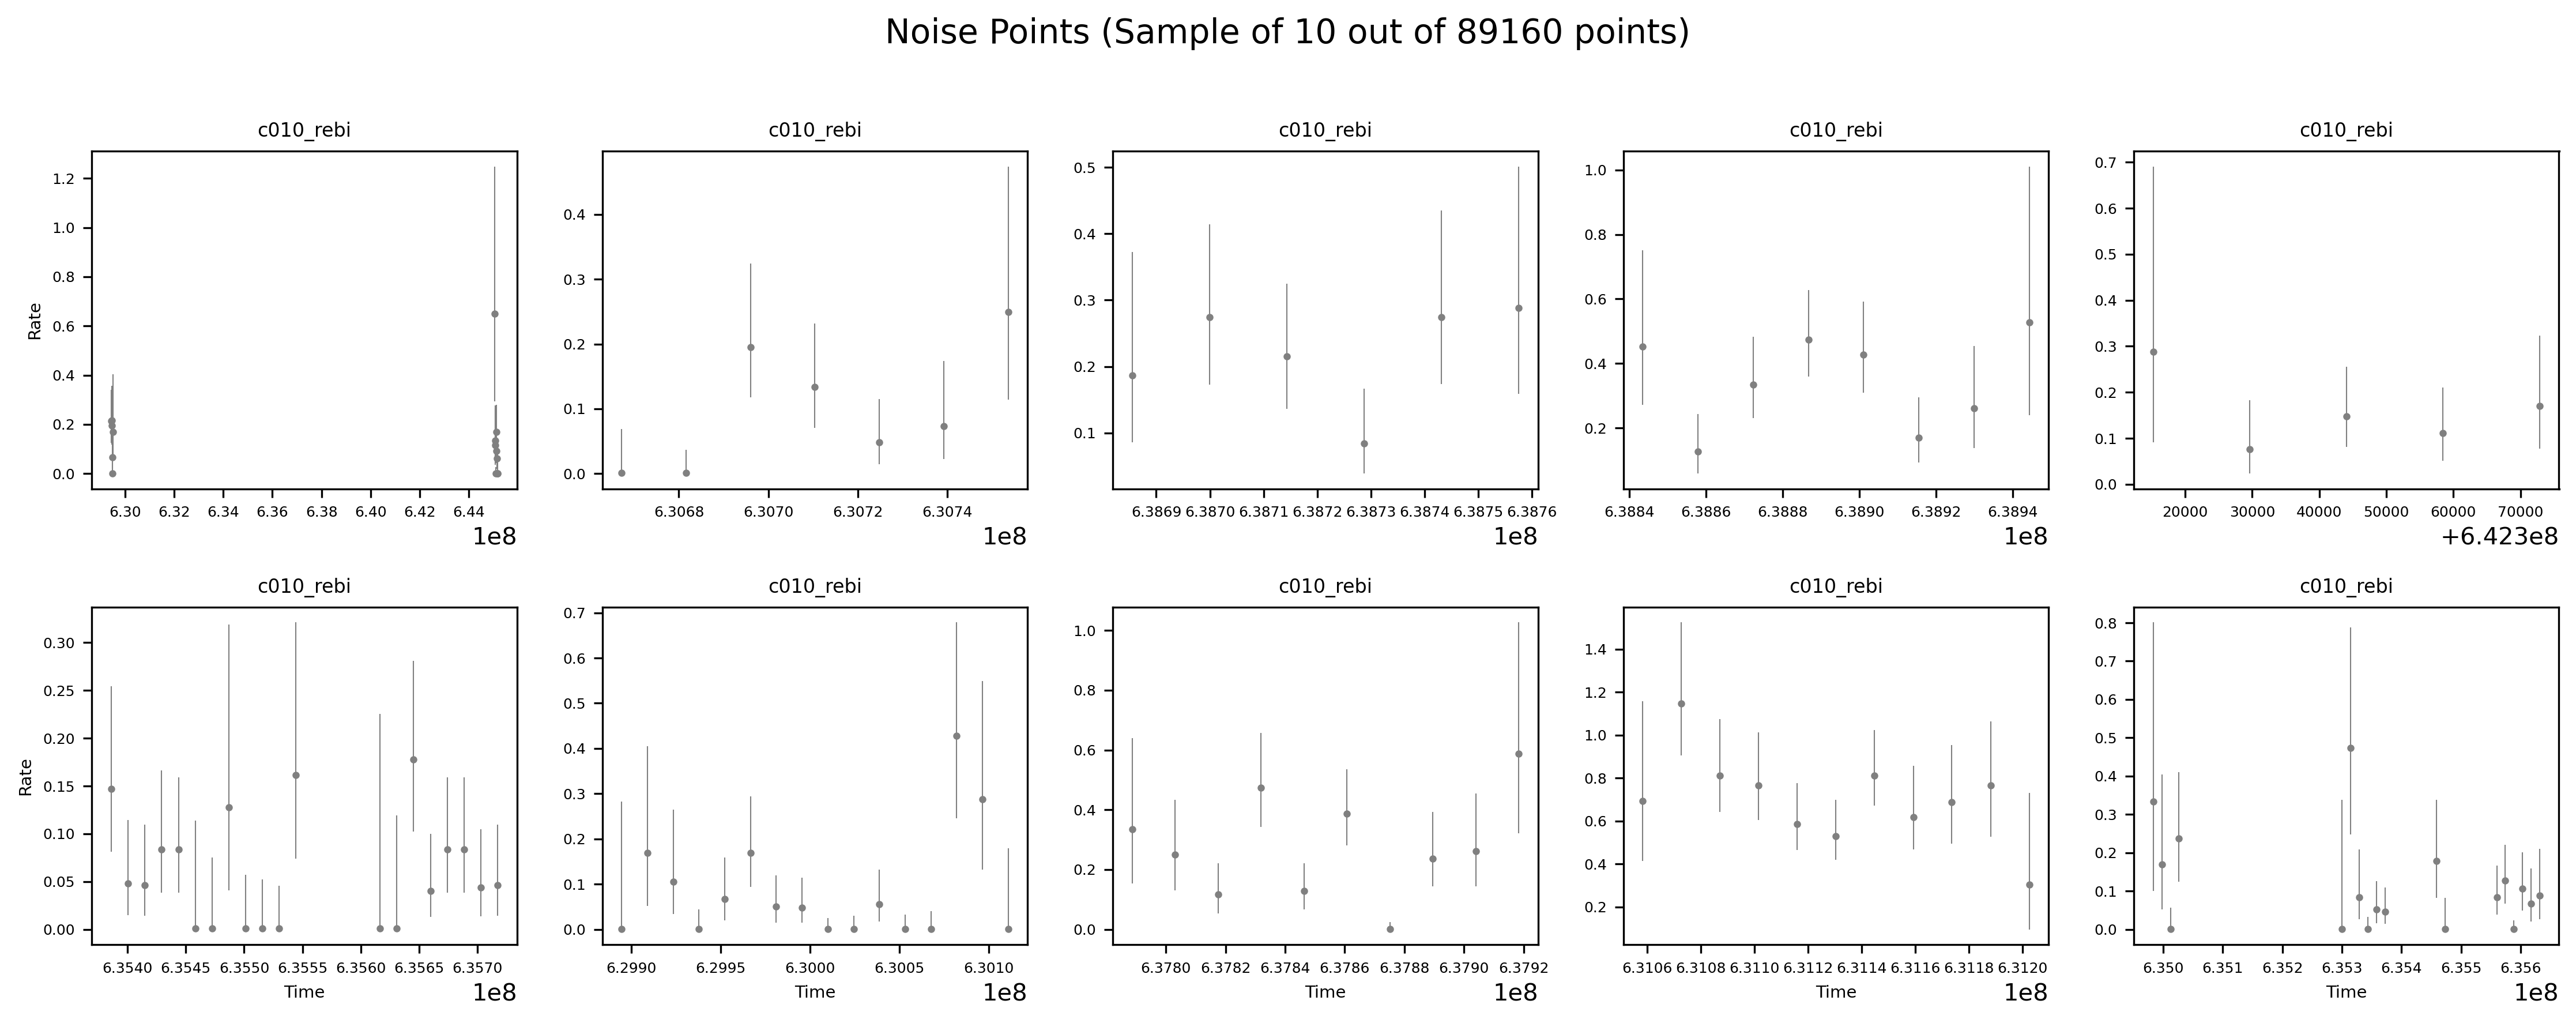 Noise Points (Sample of 10 out of 89160 points)
c010_rebi c010_rebi c010_rebi c010_rebi c010_rebi
Rate
1.2
1.0
0.8
0.6
0.4
0.2
0.0
6.30 6.32 6.34 6.36 6.38 6.40 6.42 6.44
1e8
0.4
0.3
0.2
0.1
0.0
6.3068 6.3070 6.3072 6.3074
1e8
0.5
0.4
0.3
0.2
0.1
6.3869 6.3870 6.3871 6.3872 6.3873 6.3874 6.3875 6.3876
1e8
1.0
0.8
0.6
0.4
0.2
6.3884 6.3886 6.3888 6.3890 6.3892 6.3894
1e8
0.7
0.6
0.5
0.4
0.3
0.2
0.1
0.0
20000 30000 40000 50000 60000 70000
+6.423e8
c010_rebi c010_rebi c010_rebi c010_rebi c010_rebi
Rate
0.30
0.25
0.20
0.15
0.10
0.05
0.00
6.3540 6.3545 6.3550 6.3555 6.3560 6.3565 6.3570
Time
1e8
0.7
0.6
0.5
0.4
0.3
0.2
0.1
0.0
6.2990 6.2995 6.3000 6.3005 6.3010
Time
1e8
1.0
0.8
0.6
0.4
0.2
0.0
6.3780 6.3782 6.3784 6.3786 6.3788 6.3790 6.3792
Time
1e8
1.4
1.2
1.0
0.8
0.6
0.4
0.2
6.3106 6.3108 6.3110 6.3112 6.3114 6.3116 6.3118 6.3120
Time
1e8
0.8
0.7
0.6
0.5
0.4
0.3
0.2
0.1
0.0
6.350 6.351 6.352 6.353 6.354 6.355 6.356
Time
1e8